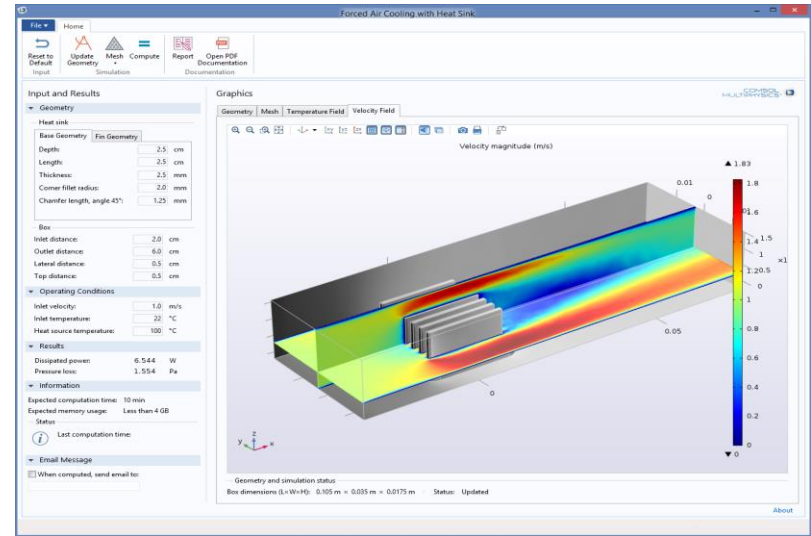 Forced Air Cooling with Heat Sink
File Home
Reset to Default
Update Geometry
Mesh
Compute
Report
Open PDF Documentation
Input Simulation Documentation
Input and Results
Geometry
Heat sink
Base Geometry Fin Geometry
Depth: 2.5 cm
Length: 2.5 cm
Thickness: 2.5 mm
Corner fillet radius: 2.0 mm
Chamfer length, angle 45°: 1.25 mm
Box
Inlet distance: 2.0 cm
Outlet distance: 6.0 cm
Lateral distance: 0.5 cm
Top distance: 0.5 cm
Operating Conditions
Inlet velocity: 1.0 m/s
Inlet temperature: 22 °C
Heat source temperature: 100 °C
Results
Dissipated power: 6.544 W
Pressure loss: 1.554 Pa
Information
Expected computation time: 10 min
Expected memory usage: Less than 4 GB
Status
i Last computation time:
Email Message
When computed, send email to:
Graphics
COMSOL
MULTIPHYSICS
Geometry Mesh Temperature Field Velocity Field
Velocity magnitude (m/s)
▲ 1.83
1.8
1.6
1.4
1.2
1
0.8
0.6
0.4
0.2
0
▼ 0
0.01
0
1.5
×1
0.5
0
0.05
0
y z x
Geometry and simulation status
Box dimensions (L×W×H): 0.105 m × 0.035 m × 0.0175 m Status: Updated
About